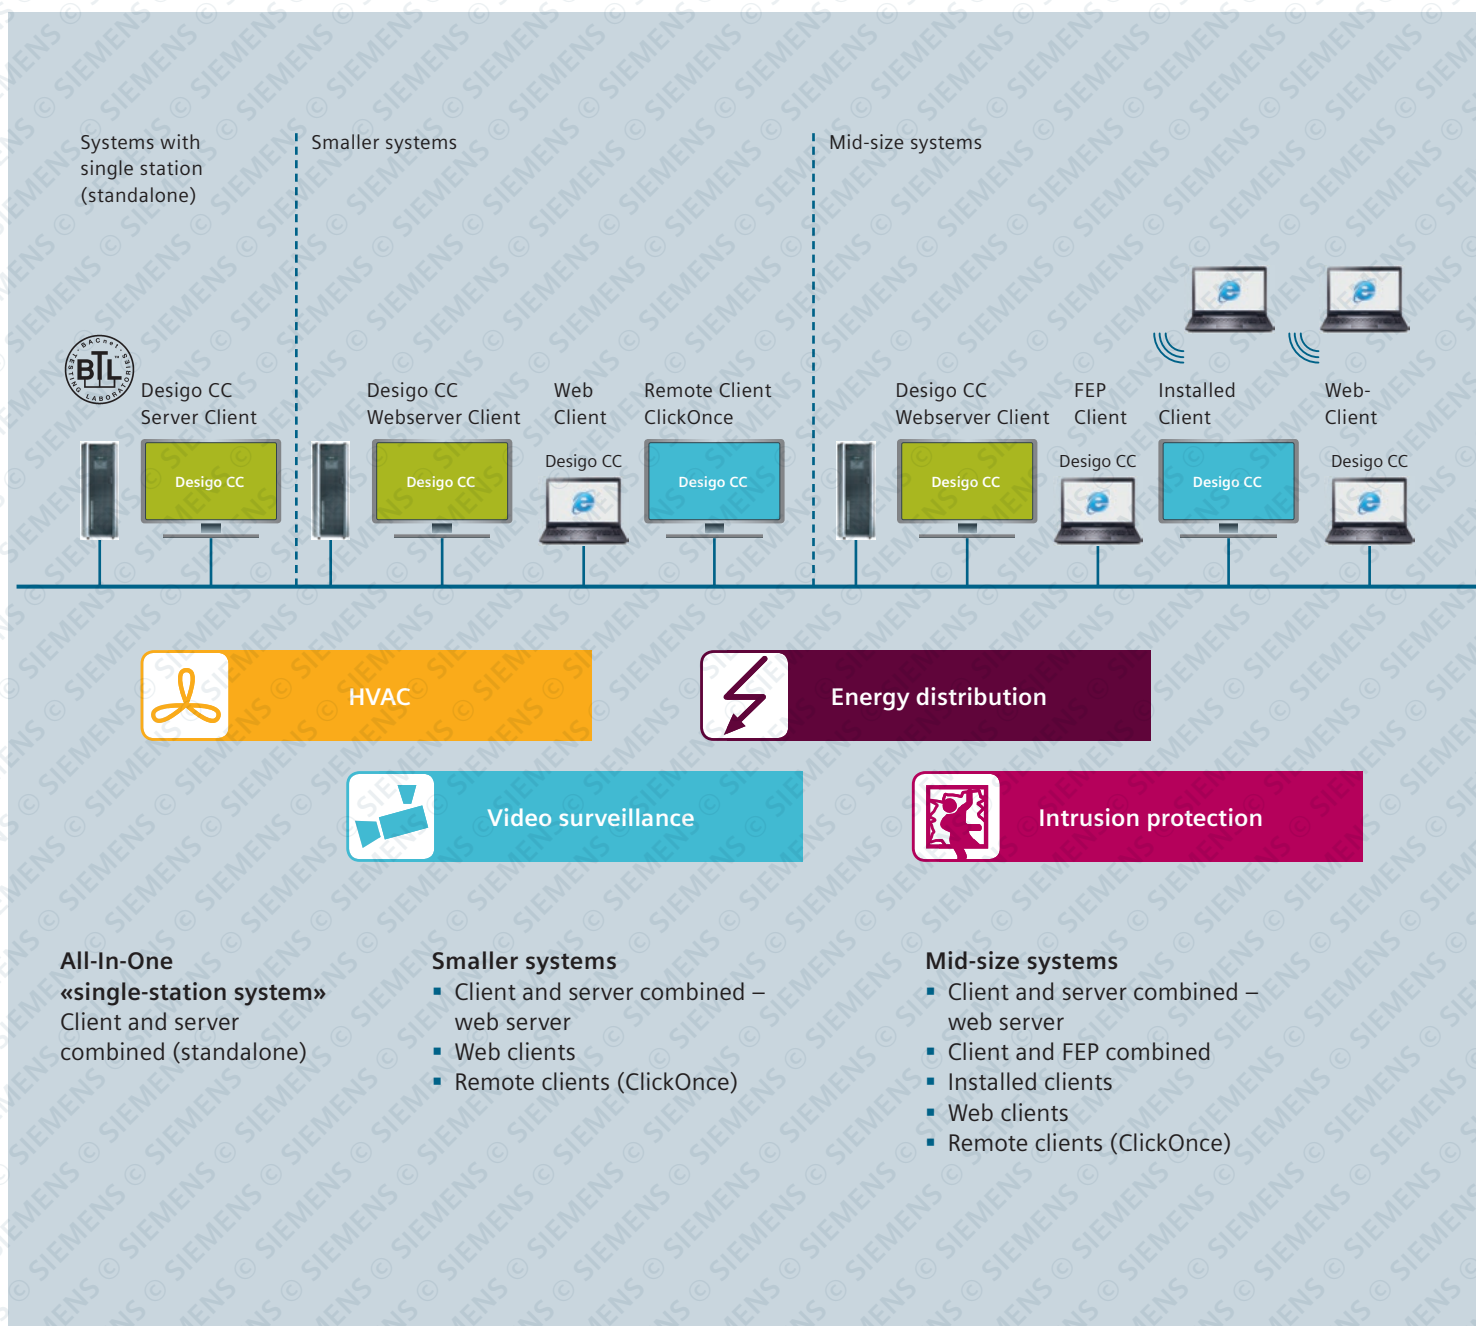 Systems with
single station
(standalone)
Smaller systems
Mid-size systems
BACnet
BTL™
TESTING LABORATORIES
Desigo CC
Server Client
Desigo CC
Webserver Client
Web
Client
Remote Client
ClickOnce
Desigo CC
Webserver Client
FEP
Client
Installed
Client
Web-
Client
Desigo CC
Desigo CC
Desigo CC
Desigo CC
Desigo CC
Desigo CC
Desigo CC
Desigo CC
HVAC
Energy distribution
Video surveillance
Intrusion protection
All-In-One
«single-station system»
Client and server
combined (standalone)
Smaller systems
▪ Client and server combined –
web server
▪ Web clients
▪ Remote clients (ClickOnce)
Mid-size systems
▪ Client and server combined –
web server
▪ Client and FEP combined
▪ Installed clients
▪ Web clients
▪ Remote clients (ClickOnce)
© SIEMENS